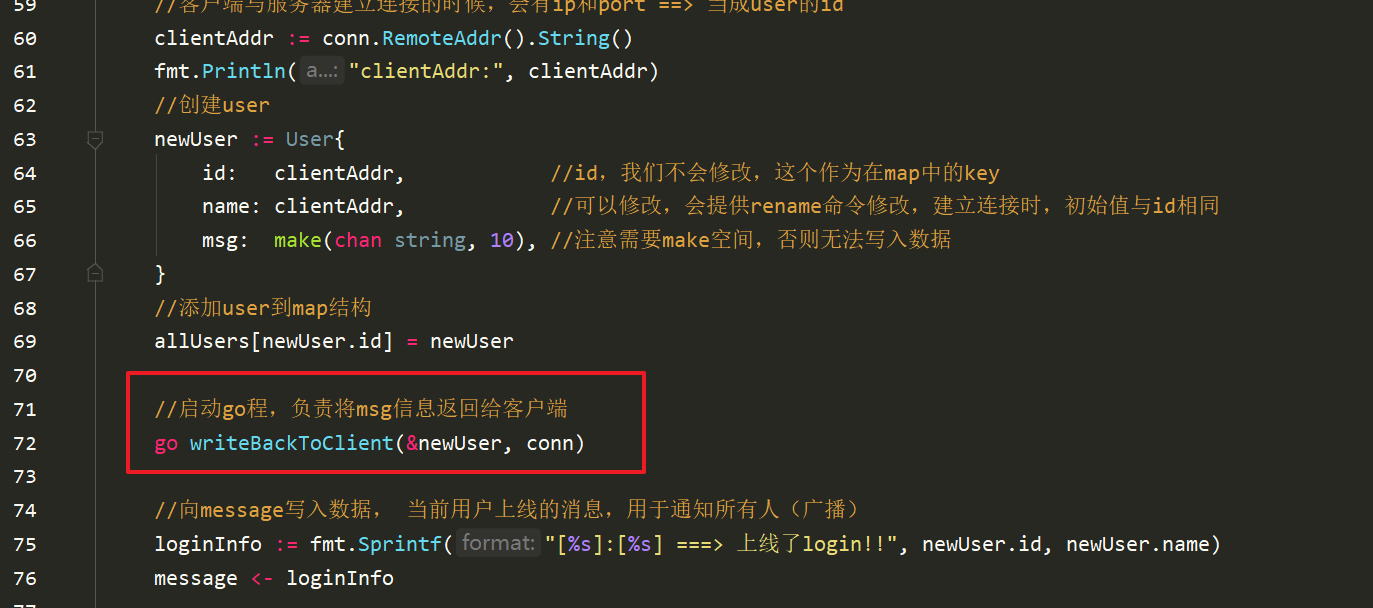 59 //客户端与服务器建立连接的时候，会有ip和port ==> 当成user的id
60 clientAddr := conn.RemoteAddr().String()
61 fmt.Println( a...: "clientAddr:", clientAddr)
62 //创建user
63 newUser := User{
64 id: clientAddr, //id，我们不会修改，这个作为在map中的key
65 name: clientAddr, //可以修改，会提供rename命令修改，建立连接时，初始值与id相同
66 msg: make(chan string, 10), //注意需要make空间，否则无法写入数据
67 }
68 //添加user到map结构
69 allUsers[newUser.id] = newUser
70
71 //启动go程，负责将msg信息返回给客户端
72 go writeBackToClient(&newUser, conn)
73
74 //向message写入数据， 当前用户上线的消息，用于通知所有人（广播）
75 loginInfo := fmt.Sprintf( format: "[%s]:[%s] ===> 上线了login!!", newUser.id, newUser.name)
76 message <- loginInfo